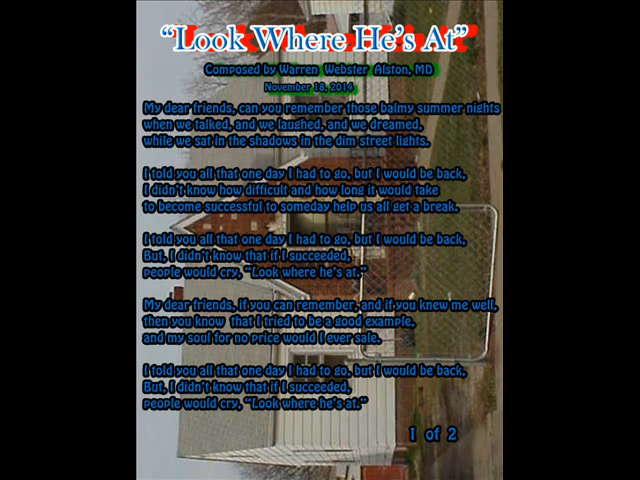 “Look Where He’s At”
Composed by Warren Webster Alston, MD
November 18, 2014
My dear friends, can you remember those balmy summer nights
when we talked, and we laughed, and we dreamed,
while we sat in the shadows in the dim street lights.
I told you all that one day I had to go, but I would be back,
I didn’t know how difficult and how long it would take
to become successful to someday help us all get a break.
I told you all that one day I had to go, but I would be back,
But, I didn’t know that if I succeeded,
people would cry, “Look where he’s at.”
My dear friends, if you can remember, and if you knew me well,
then you know that I tried to be a good example,
and my soul for no price would I ever sale.
I told you all that one day I had to go, but I would be back,
But, I didn’t know that if I succeeded,
people would cry, “Look where he’s at.”
1 of 2